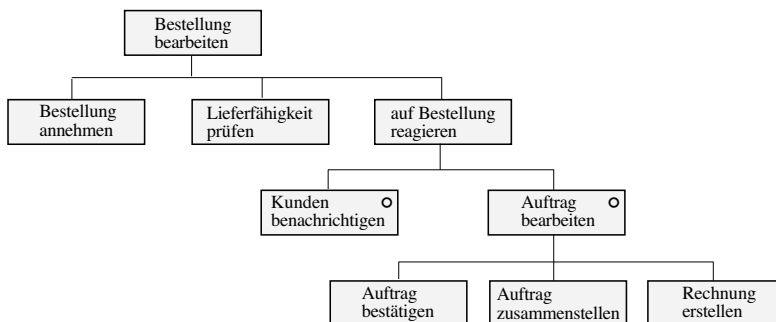 Bestellung
bearbeiten
Bestellung
annehmen
Lieferfähigkeit
prüfen
auf Bestellung
reagieren
Kunden
benachrichtigen
Auftrag
bearbeiten
Auftrag
bestätigen
Auftrag
zusammenstellen
Rechnung
erstellen